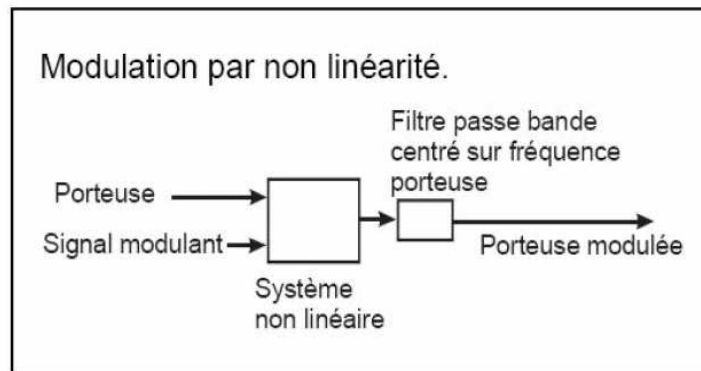 Modulation par non linéarité.
Filtre passe bande
centré sur fréquence
porteuse
Porteuse
Signal modulant
Porteuse modulée
Système
non linéaire